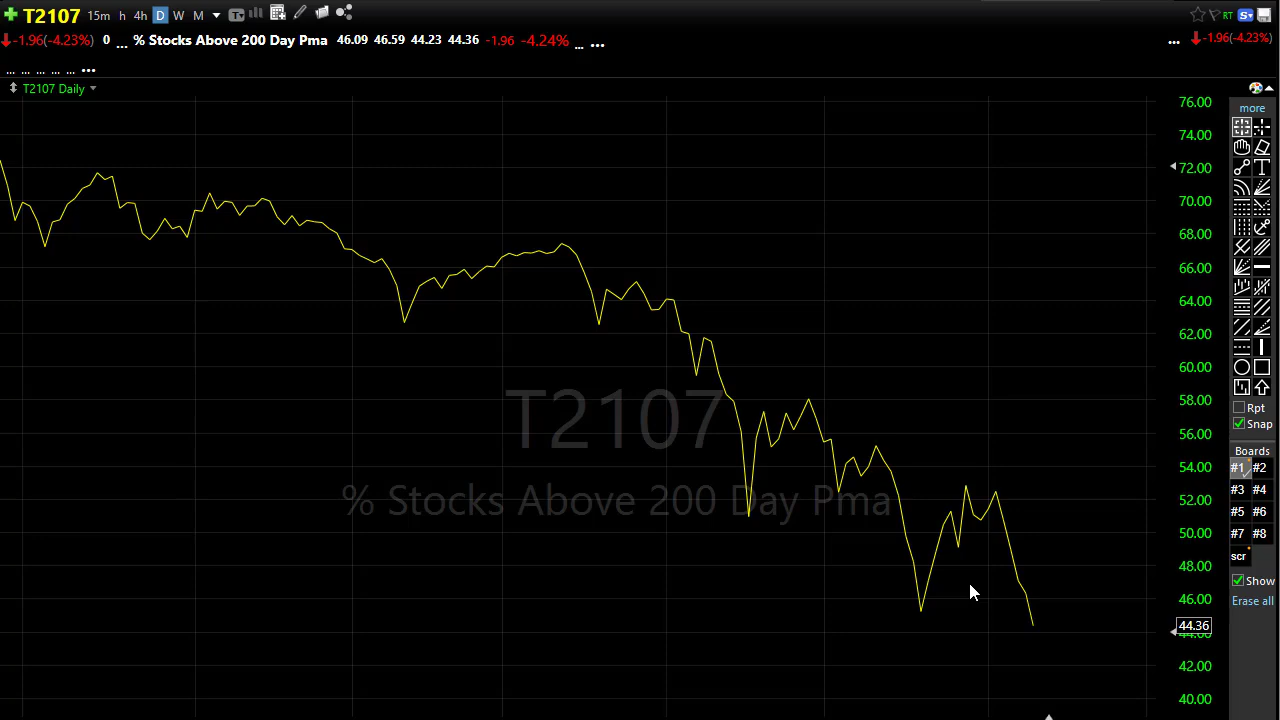 T2107 15m h 4h D W M T RT S
-1.96(-4.23%) 0 ... % Stocks Above 200 Day Pma 46.09 46.59 44.23 44.36 -1.96 -4.24% ... ... ... -1.96(-4.23%)
... ... ... ... ... ...
T2107 Daily
more
76.00
74.00
72.00
70.00
68.00
66.00
64.00
62.00
60.00
58.00
56.00
54.00
52.00
50.00
48.00
46.00
44.36
44.00
42.00
40.00
T2107
% Stocks Above 200 Day Pma
T
Rpt
Snap
Boards
#1 #2
#3 #4
#5 #6
#7 #8
scr
Show
Erase all